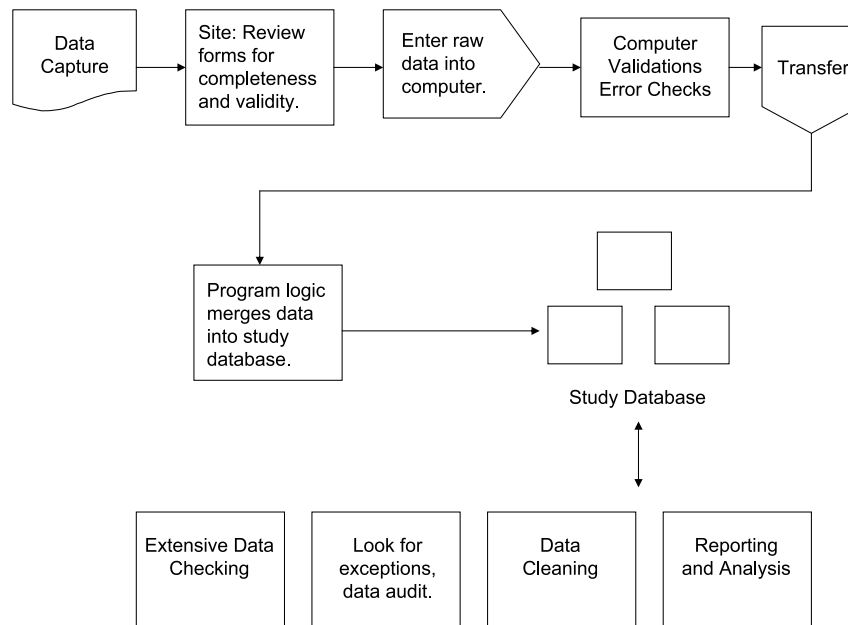 Data
Capture
Site: Review
forms for
completeness
and validity.
Enter raw
data into
computer.
Computer
Validations
Error Checks
Transfer
Program logic
merges data
into study
database.
Study Database
Extensive Data
Checking
Look for
exceptions,
data audit.
Data
Cleaning
Reporting
and Analysis